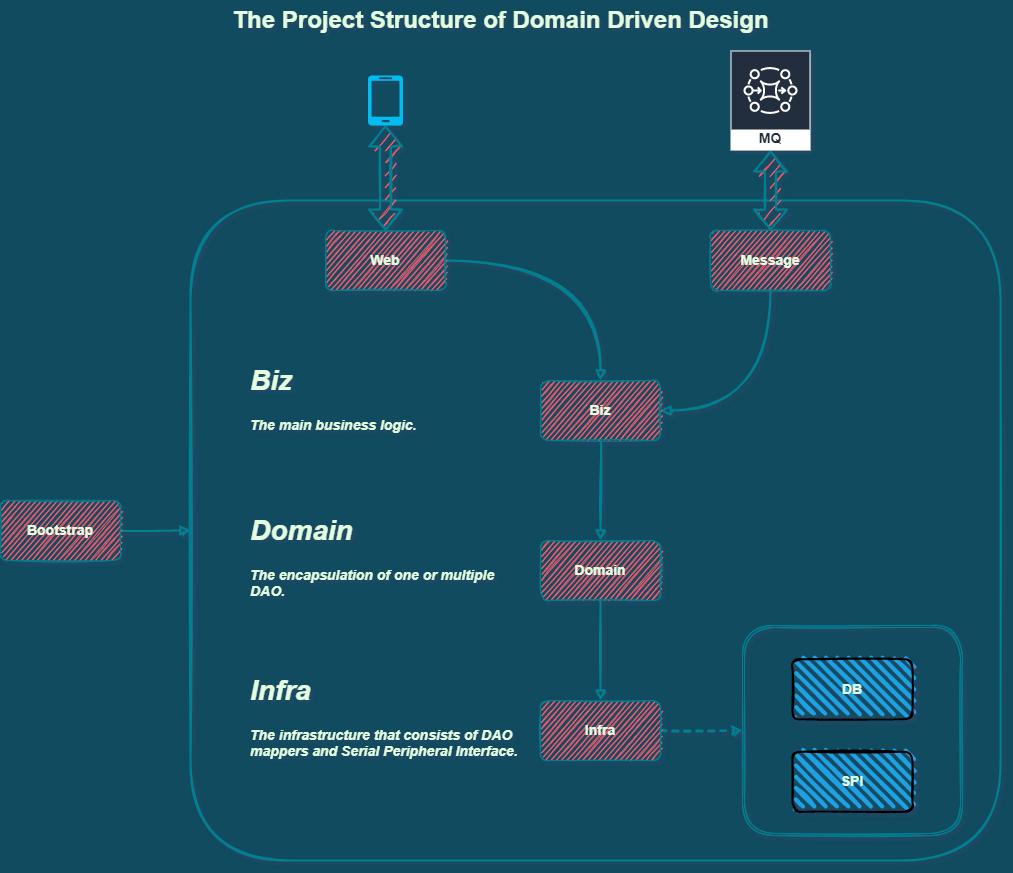 The Project Structure of Domain Driven Design
MQ
Web
Message
Biz
The main business logic.
Biz
Bootstrap
Domain
The encapsulation of one or multiple
DAO.
Domain
Infra
The infrastructure that consists of DAO
mappers and Serial Peripheral Interface.
Infra
DB
SPI